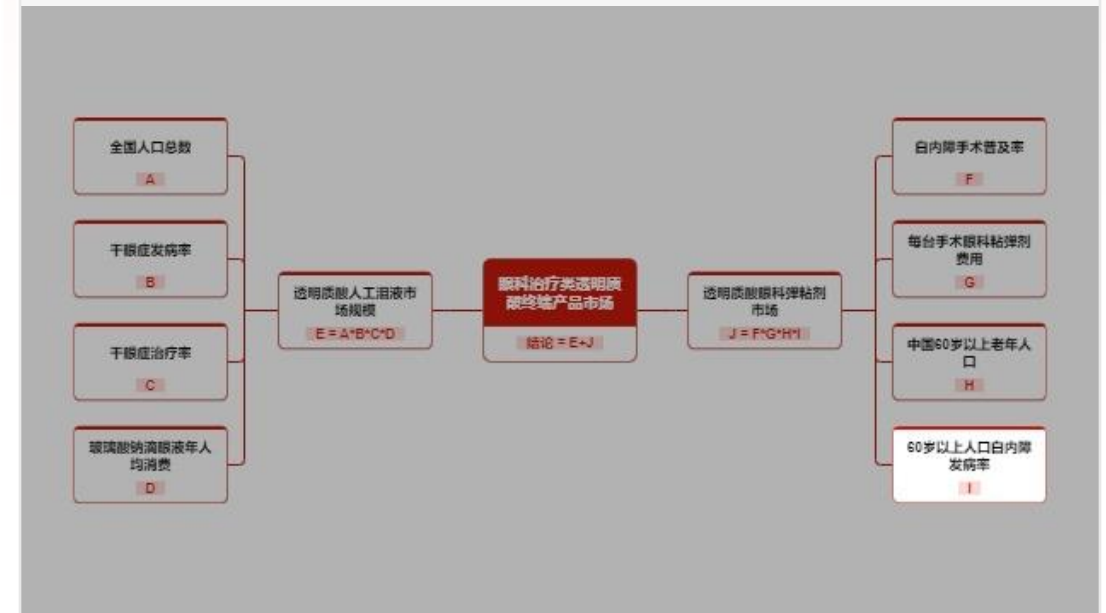 全国人口总数
A
干眼症发病率
B
干眼症治疗率
C
玻璃酸钠滴眼液年人
均消费
D
透明质酸人工泪液市
场规模
E = A*B*C*D
眼科治疗类透明质
酸终端产品市场
结论 = E+J
透明质酸眼科弹粘剂
市场
J = F*G*H*I
白内障手术普及率
F
每台手术眼科粘弹剂
费用
G
中国60岁以上老年人
口
H
60岁以上人口白内障
发病率
I